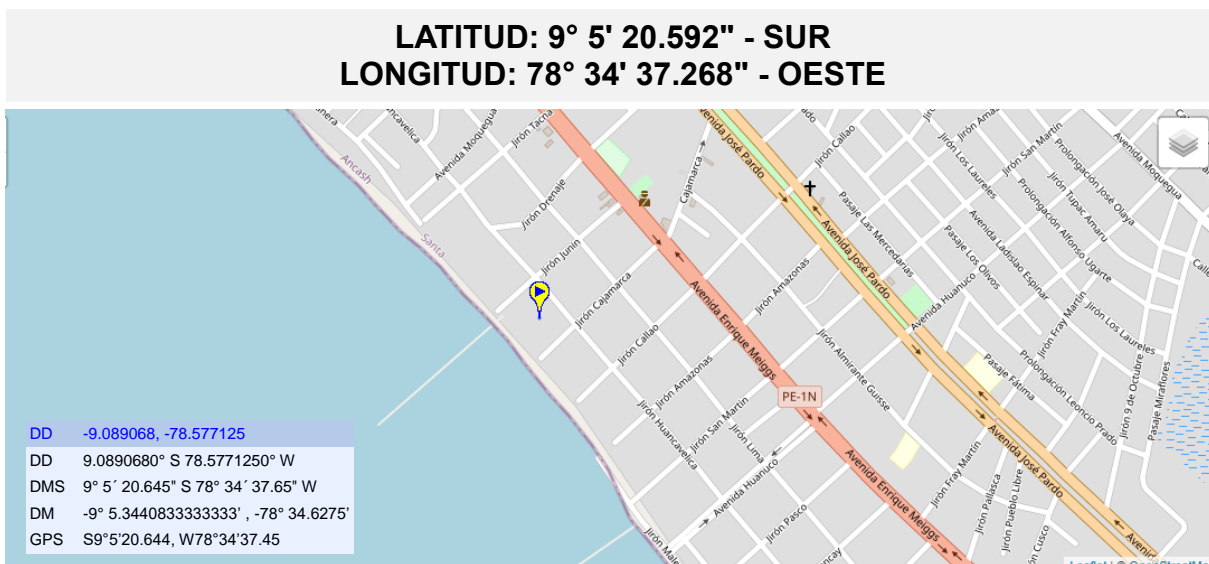 LATITUD: 9° 5' 20.592" - SUR
LONGITUD: 78° 34' 37.268" - OESTE
Avenida Moquegua
Jirón Tacna
Ancash
Santa
Jirón Drenaje
Jirón Junín
Cajamarca
Jirón Cajamarca
Jirón Callao
Jirón Amazonas
Jirón San Martín
Jirón Lima
Jirón Huancavelica
Avenida Huanuco
Jirón Pasco
Avenida Enrique Meiggs
PE-1N
Avenida Enrique Meiggs
Jirón Amazonas
Jirón Almirante Guisse
Avenida José Pardo
Jirón Callao
Avenida José Pardo
Pasaje Las Mercedarias
Jirón Los Laureles
Jirón San Martín
Jirón Tupac Amaru
Prolongación José Olaya
Avenida Moquegua
Prolongación Alfonso Ugarte
Avenida Ladislao Espinar
Pasaje Los Olivos
Avenida Huanuco
Jirón Fray Martín
Jirón Los Laureles
Pasaje Fátima
Prolongación Leoncio Prado
Jirón 9 de Octubre
Pasaje Miraflores
Avenida José Pardo
Jirón Fray Martín
Jirón Pallasca
Jirón Pueblo Libre
DD -9.089068, -78.577125
DD 9.0890680° S 78.5771250° W
DMS 9° 5´ 20.645" S 78° 34´ 37.65" W
DM -9° 5.3440833333333' , -78° 34.6275'
GPS S9°5'20.644, W78°34'37.45